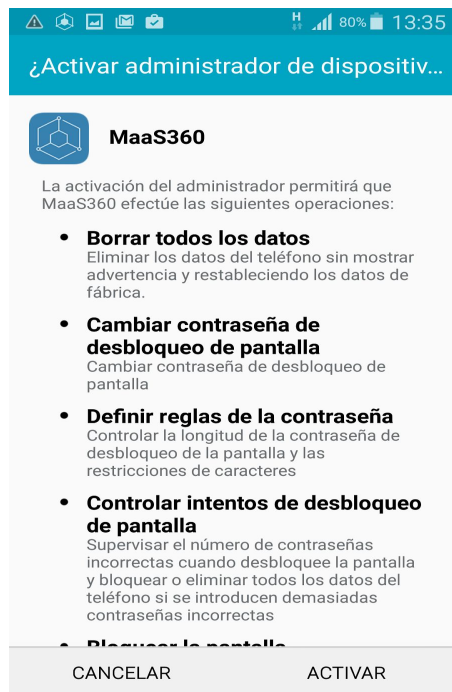 H
80%
13:35
¿Activar administrador de dispositiv...
MaaS360
La activación del administrador permitirá que
MaaS360 efectúe las siguientes operaciones:
• Borrar todos los datos
Eliminar los datos del teléfono sin mostrar
advertencia y restableciendo los datos de
fábrica.
• Cambiar contraseña de
desbloqueo de pantalla
Cambiar contraseña de desbloqueo de
pantalla
• Definir reglas de la contraseña
Controlar la longitud de la contraseña de
desbloqueo de la pantalla y las
restricciones de caracteres
• Controlar intentos de desbloqueo
de pantalla
Supervisar el número de contraseñas
incorrectas cuando desbloquee la pantalla
y bloquear o eliminar todos los datos del
teléfono si se introducen demasiadas
contraseñas incorrectas
• Bloquear la pantalla
CANCELAR
ACTIVAR